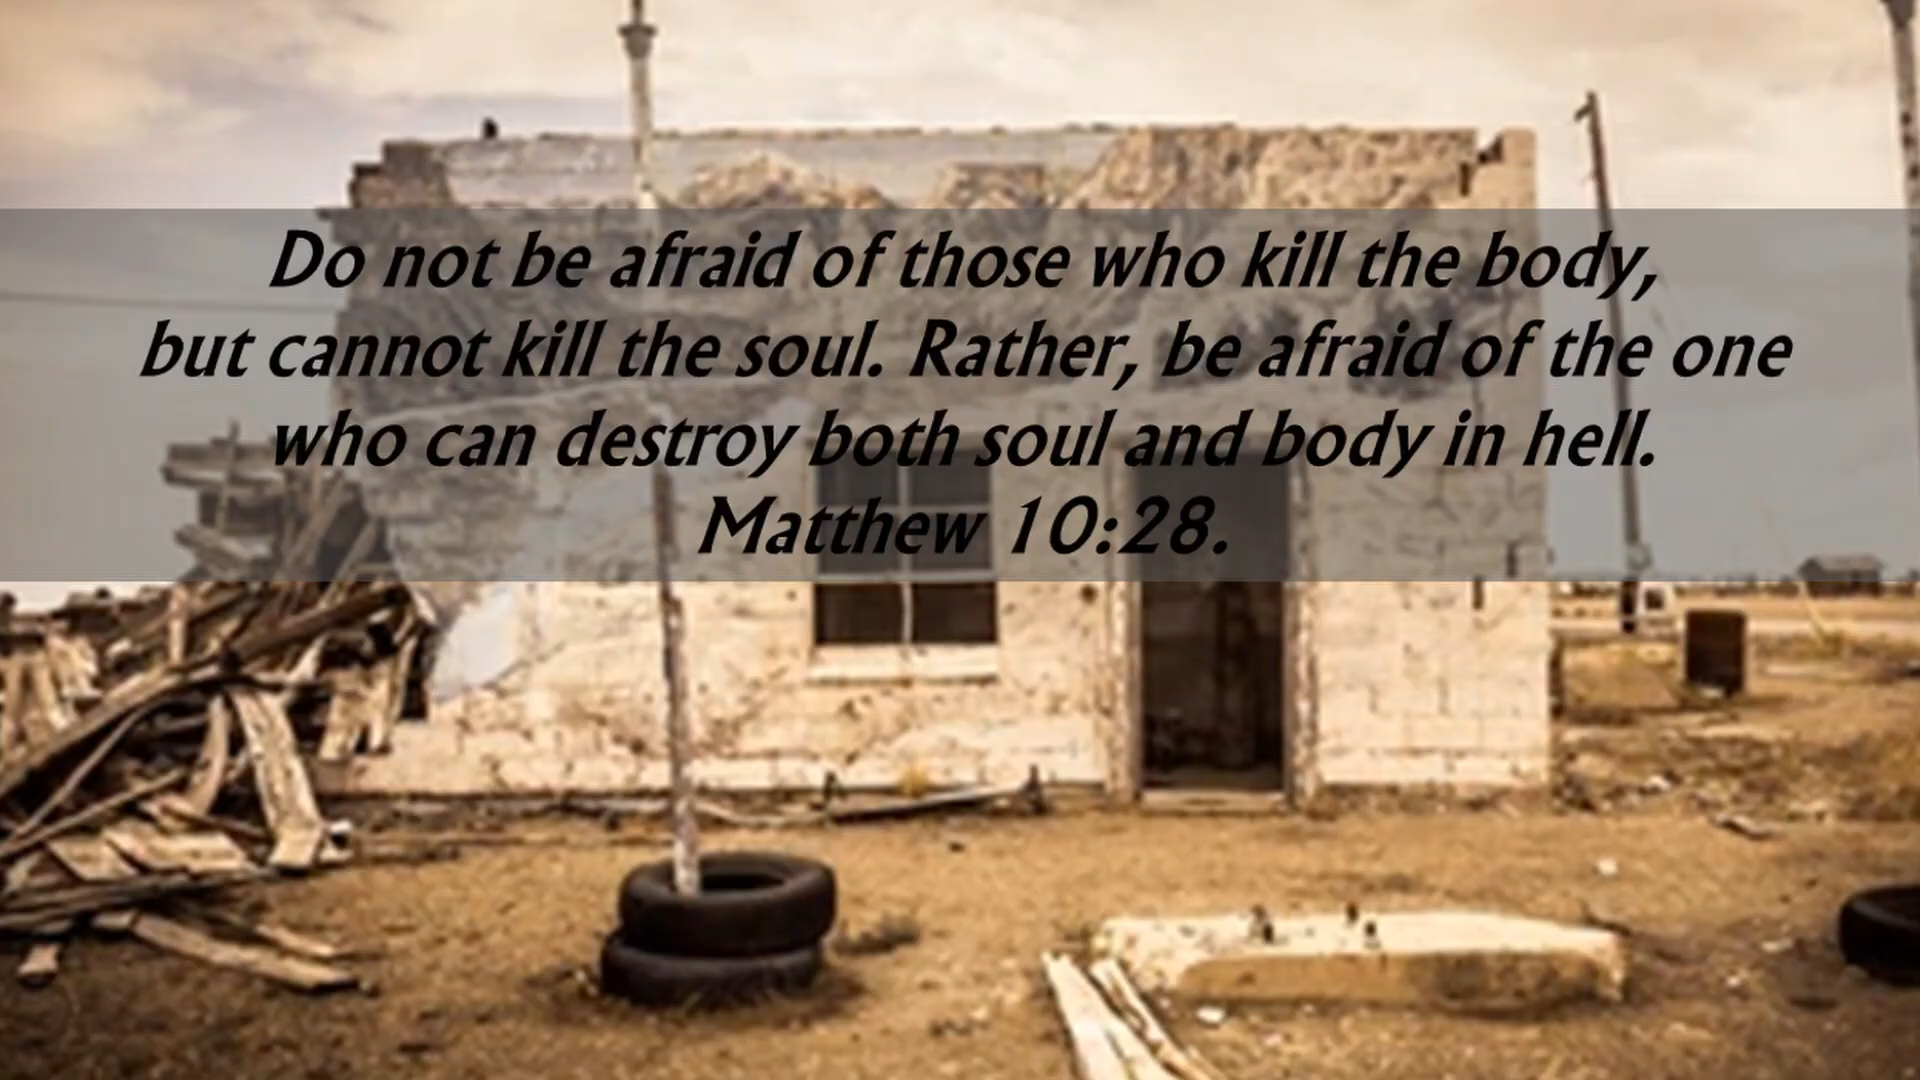 Do not be afraid of those who kill the body,
but cannot kill the soul. Rather, be afraid of the one
who can destroy both soul and body in hell.
Matthew 10:28.